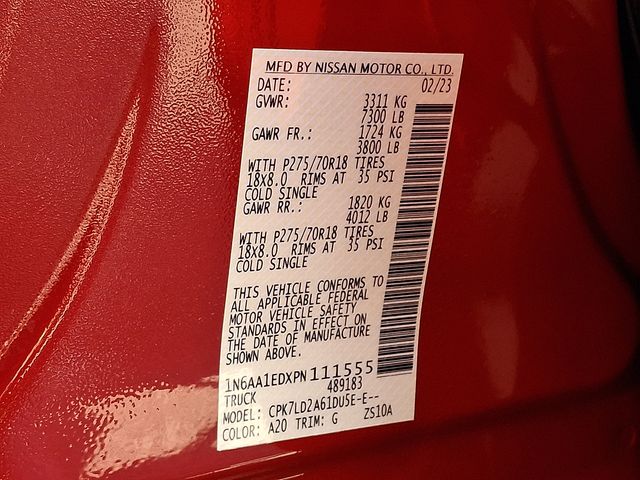 MFD BY NISSAN MOTOR CO., LTD.
DATE: 02/23
GVWR: 3311 KG
7300 LB
GAWR FR.: 1724 KG
3800 LB
WITH P275/70R18 TIRES
18X8.0 RIMS AT 35 PSI
COLD SINGLE
GAWR RR.: 1820 KG
4012 LB
WITH P275/70R18 TIRES
18X8.0 RIMS AT 35 PSI
COLD SINGLE
THIS VEHICLE CONFORMS TO
ALL APPLICABLE FEDERAL
MOTOR VEHICLE SAFETY
STANDARDS IN EFFECT ON
THE DATE OF MANUFACTURE
SHOWN ABOVE.
1N6AA1EDXPN111555
TRUCK 489183
MODEL: CPK7LD2A61DU5E-E--
COLOR: A20 TRIM: G ZS10A